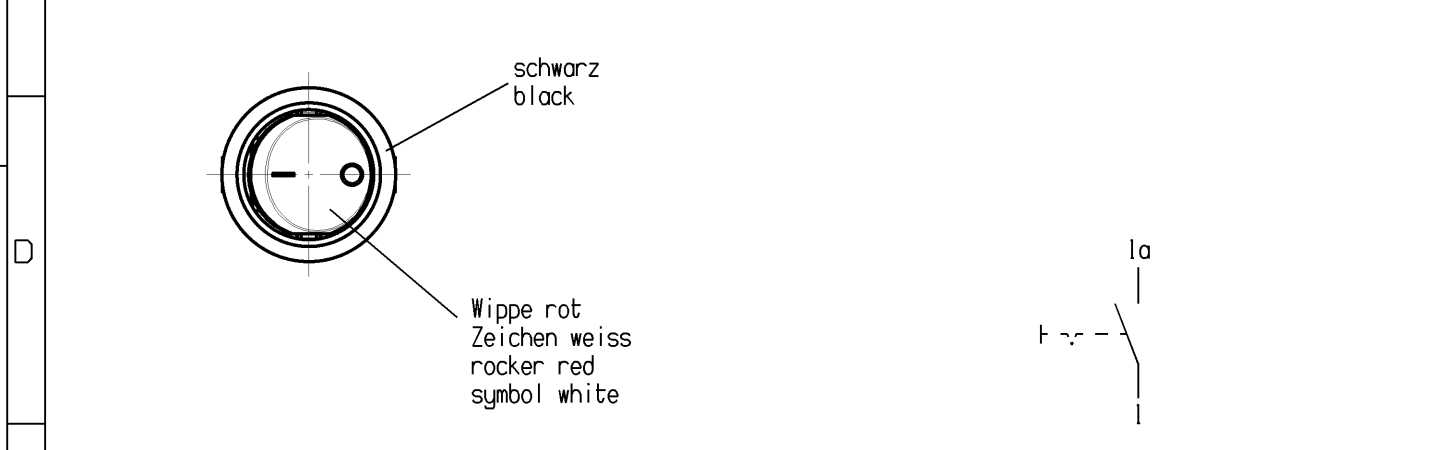 schwarz
black
D
1a
Wippe rot
Zeichen weiss
rocker red
symbol white
1